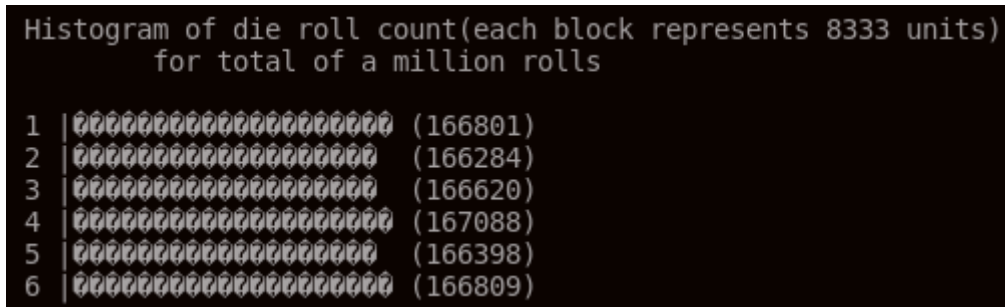 Histogram of die roll count(each block represents 8333 units)
for total of a million rolls
1 |�������������������� (166801)
2 |�������������������  (166284)
3 |�������������������  (166620)
4 |�������������������� (167088)
5 |�������������������  (166398)
6 |�������������������� (166809)